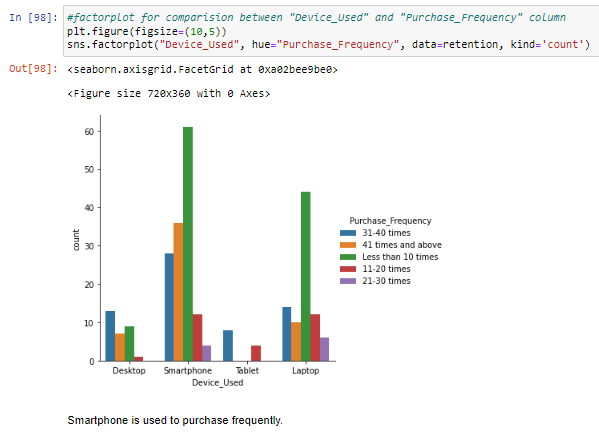 In [98]: #factorplot for comparision between "Device_Used" and "Purchase_Frequency" column
plt.figure(figsize=(10,5))
sns.factorplot("Device_Used", hue="Purchase_Frequency", data=retention, kind='count')
Out[98]: <seaborn.axisgrid.FacetGrid at 0xa02bee9be0>
<Figure size 720x360 with 0 Axes>
60
50
40
30
20
10
0
count
Desktop Smartphone Tablet Laptop
Device_Used
Purchase_Frequency
31-40 times
41 times and above
Less than 10 times
11-20 times
21-30 times
Smartphone is used to purchase frequently.